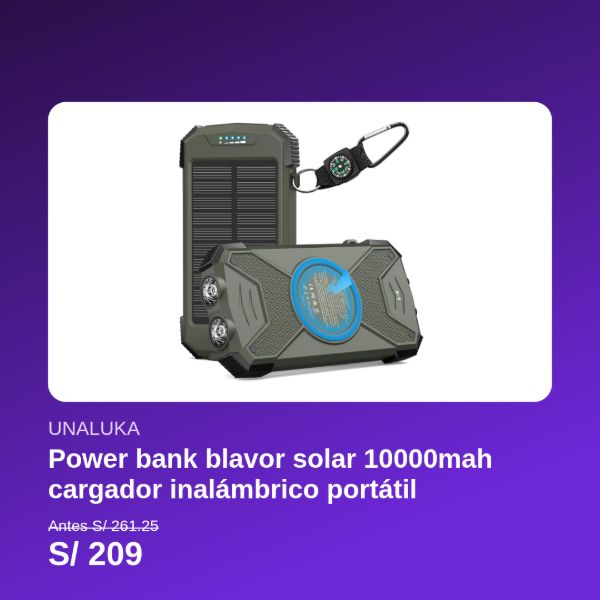 UNALUKA
Power bank blavor solar 10000mah
cargador inalámbrico portátil
Antes S/ 261.25
S/ 209